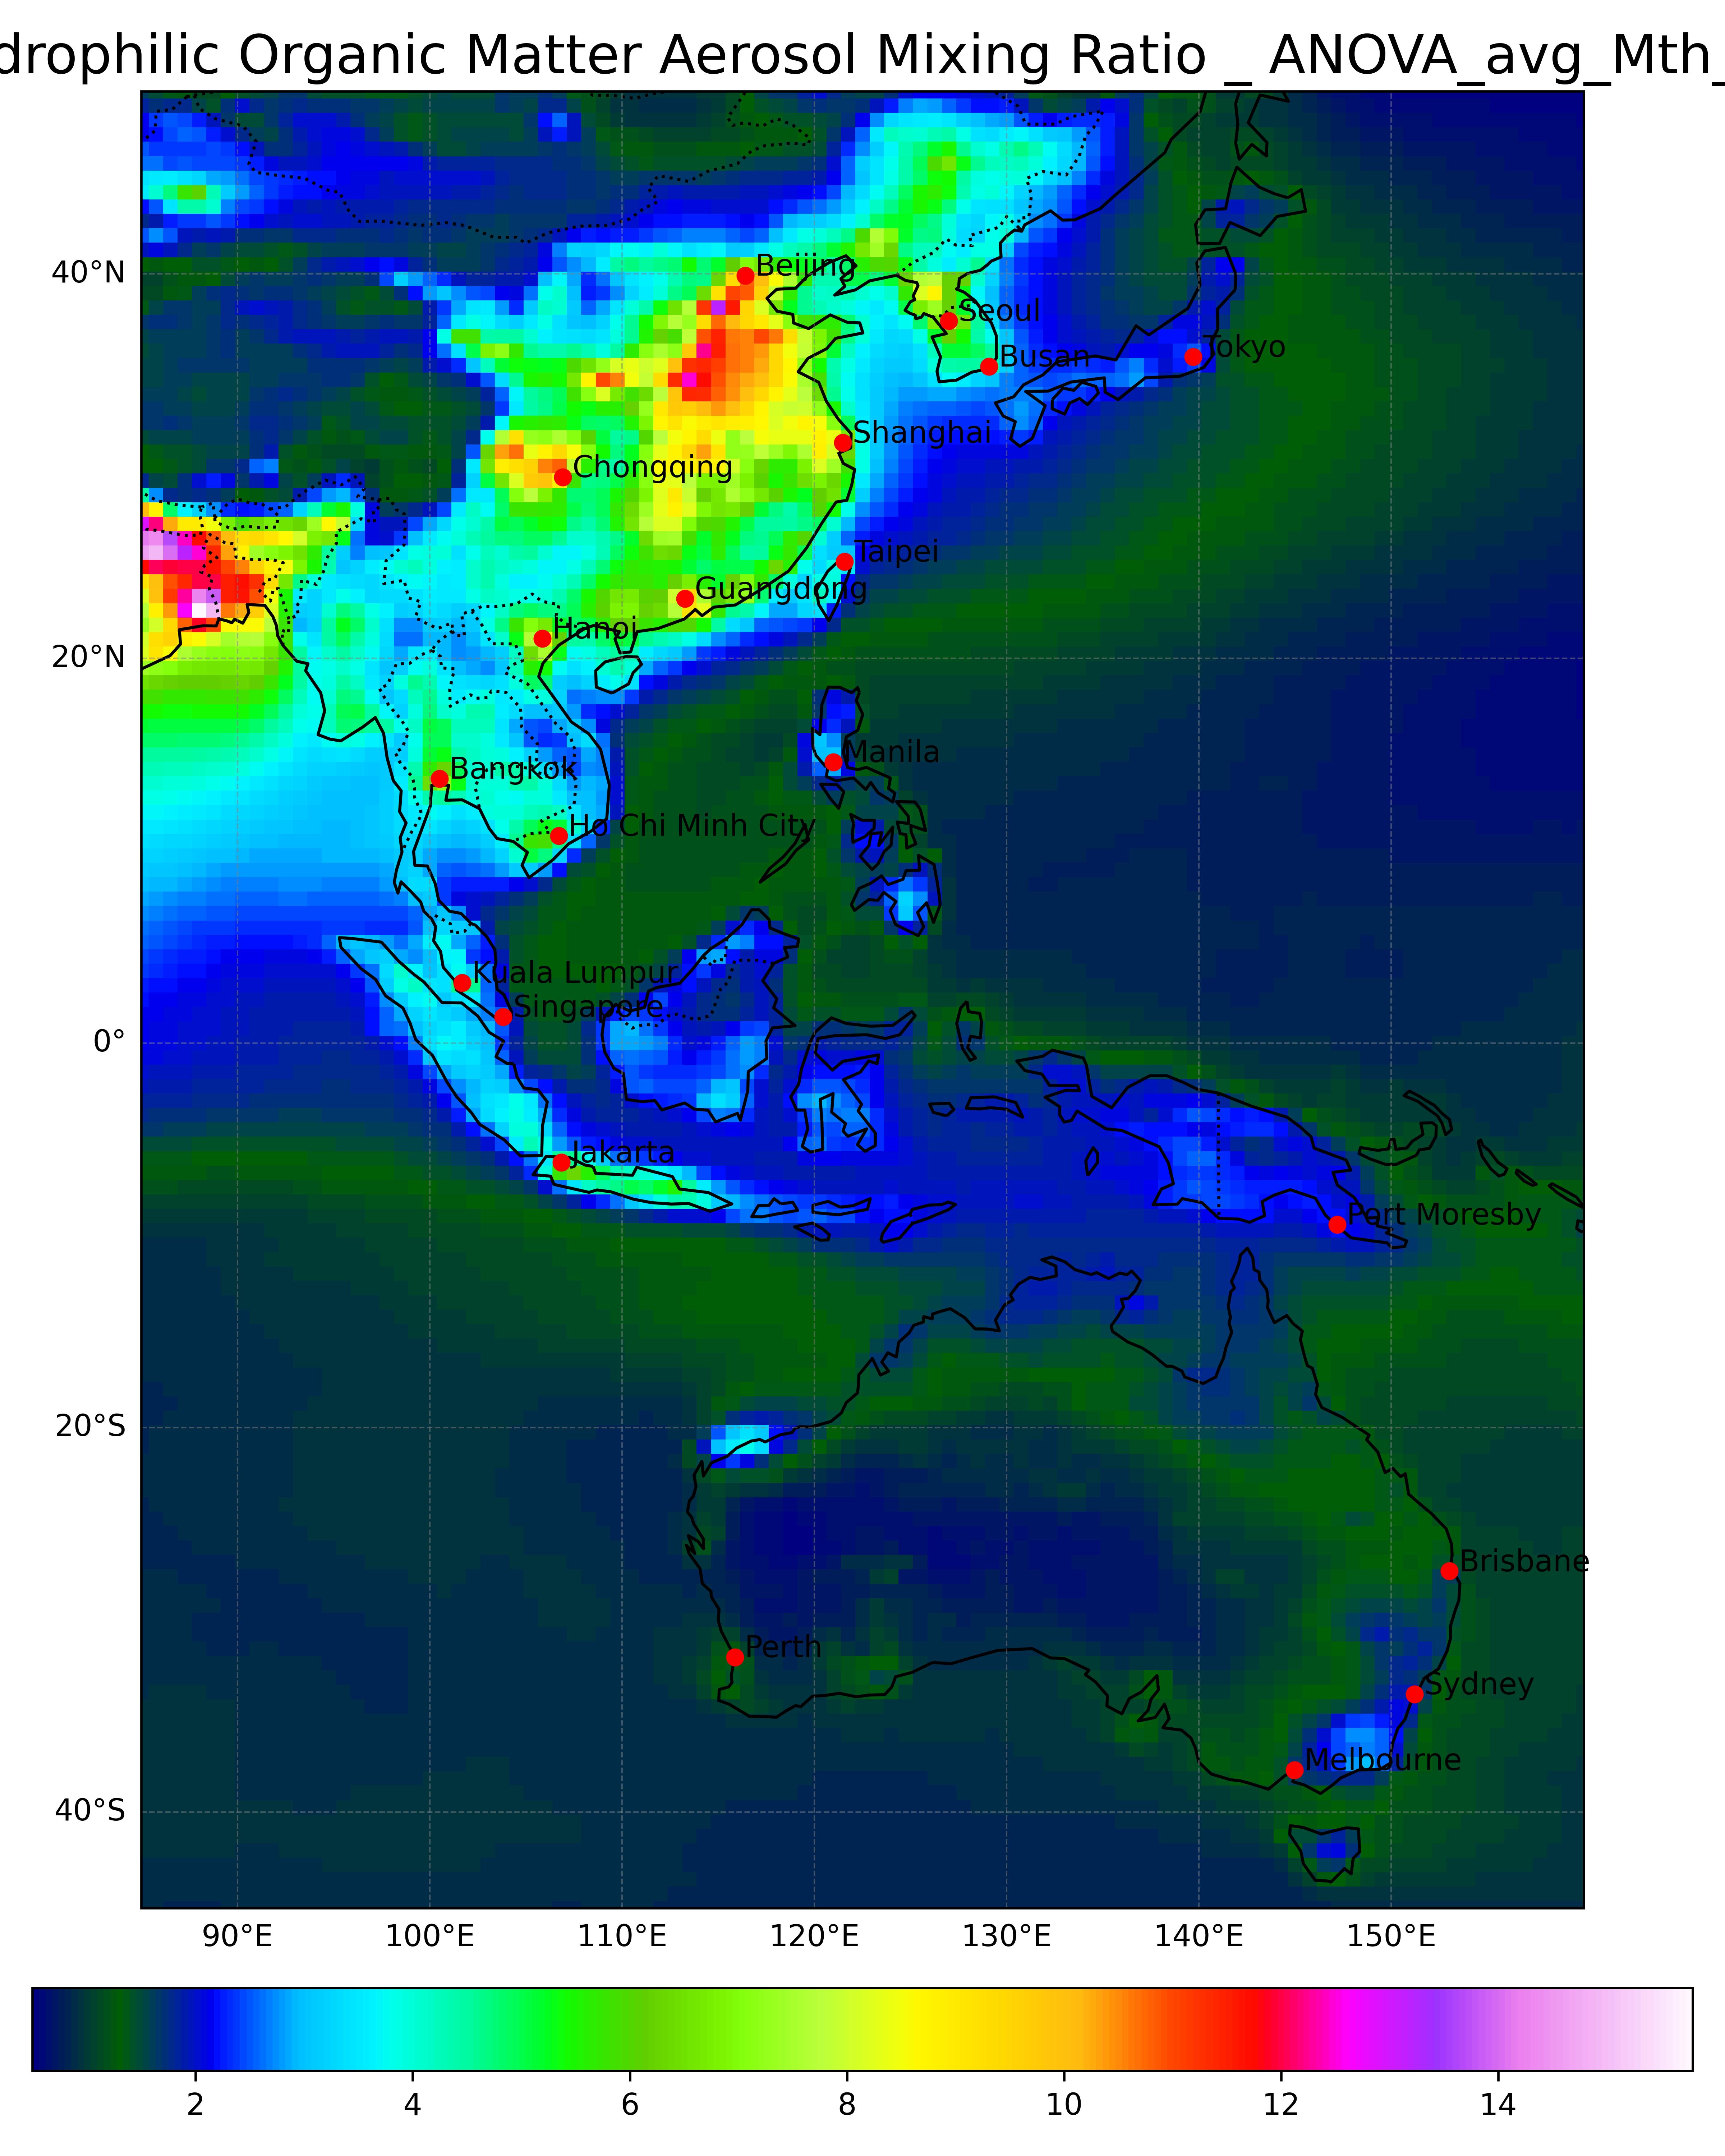 drophilic Organic Matter Aerosol Mixing Ratio _ ANOVA_avg_Mth_
40°N
20°N
0°
20°S
40°S
Beijing
Seoul
Busan
Tokyo
Shanghai
Chongqing
Taipei
Guangdong
Hanoi
Manila
Bangkok
Ho Chi Minh City
Kuala Lumpur
Singapore
Jakarta
Port Moresby
Brisbane
Perth
Sydney
Melbourne
90°E 100°E 110°E 120°E 130°E 140°E 150°E
2 4 6 8 10 12 14